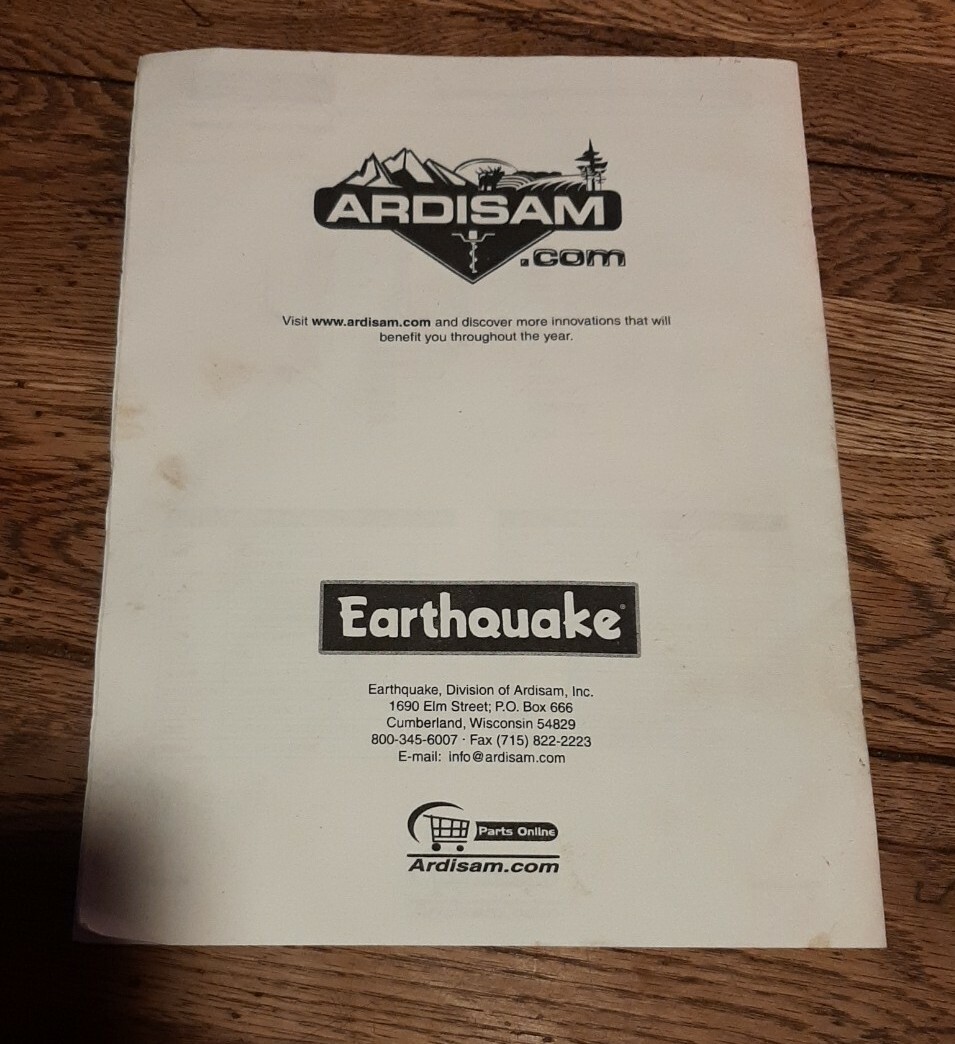 ARDISAM
.com
Visit www.ardisam.com and discover more innovations that will
benefit you throughout the year.
Earthquake®
Earthquake, Division of Ardisam, Inc.
1690 Elm Street; P.O. Box 666
Cumberland, Wisconsin 54829
800-345-6007 · Fax (715) 822-2223
E-mail: info@ardisam.com
Parts Online
Ardisam.com